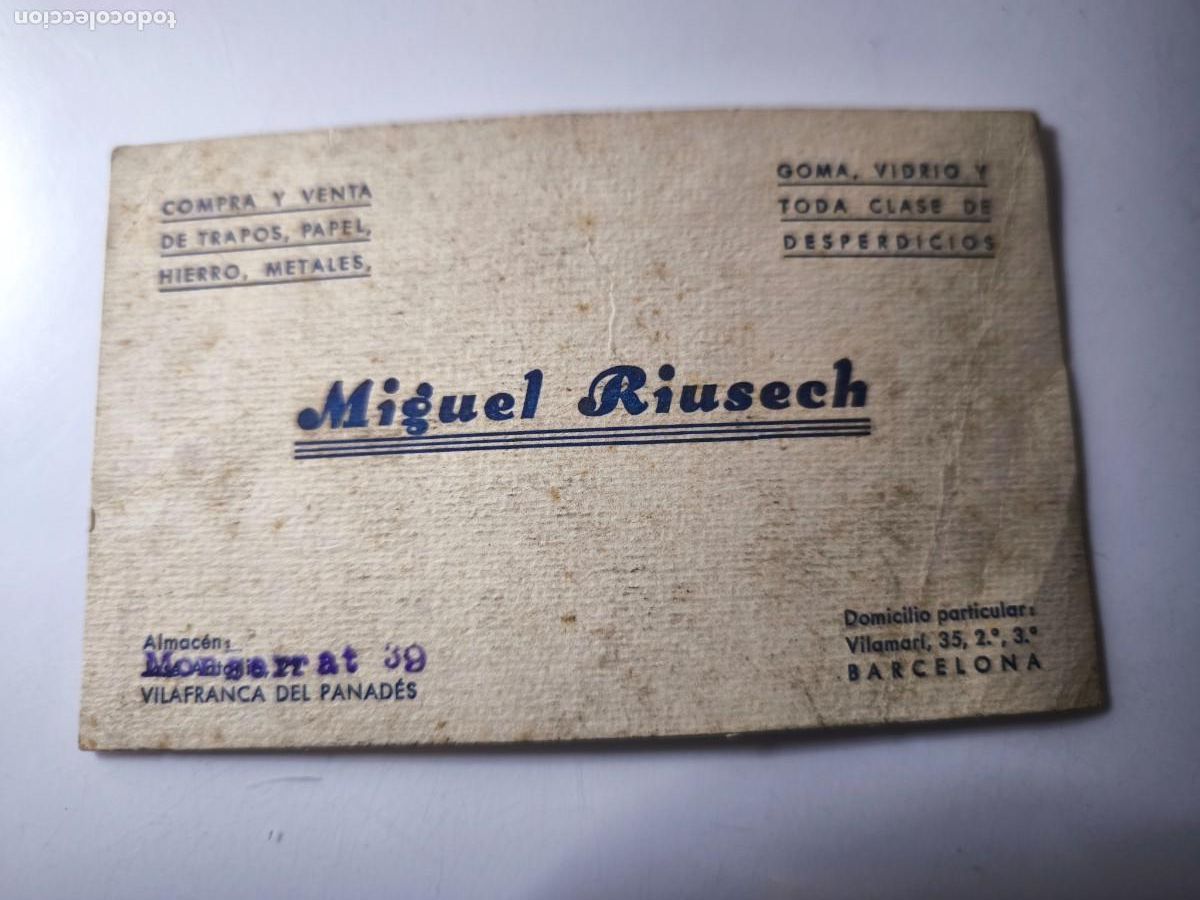 todocoleccion
COMPRA Y VENTA
DE TRAPOS, PAPEL,
HIERRO, METALES,
GOMA, VIDRIO Y
TODA CLASE DE
DESPERDICIOS
Miguel Riusech
Almacén:
Monserrat 39
VILAFRANCA DEL PANADÉS
Domicilio particular:
Vilamarí, 35, 2.º, 3.ª
BARCELONA